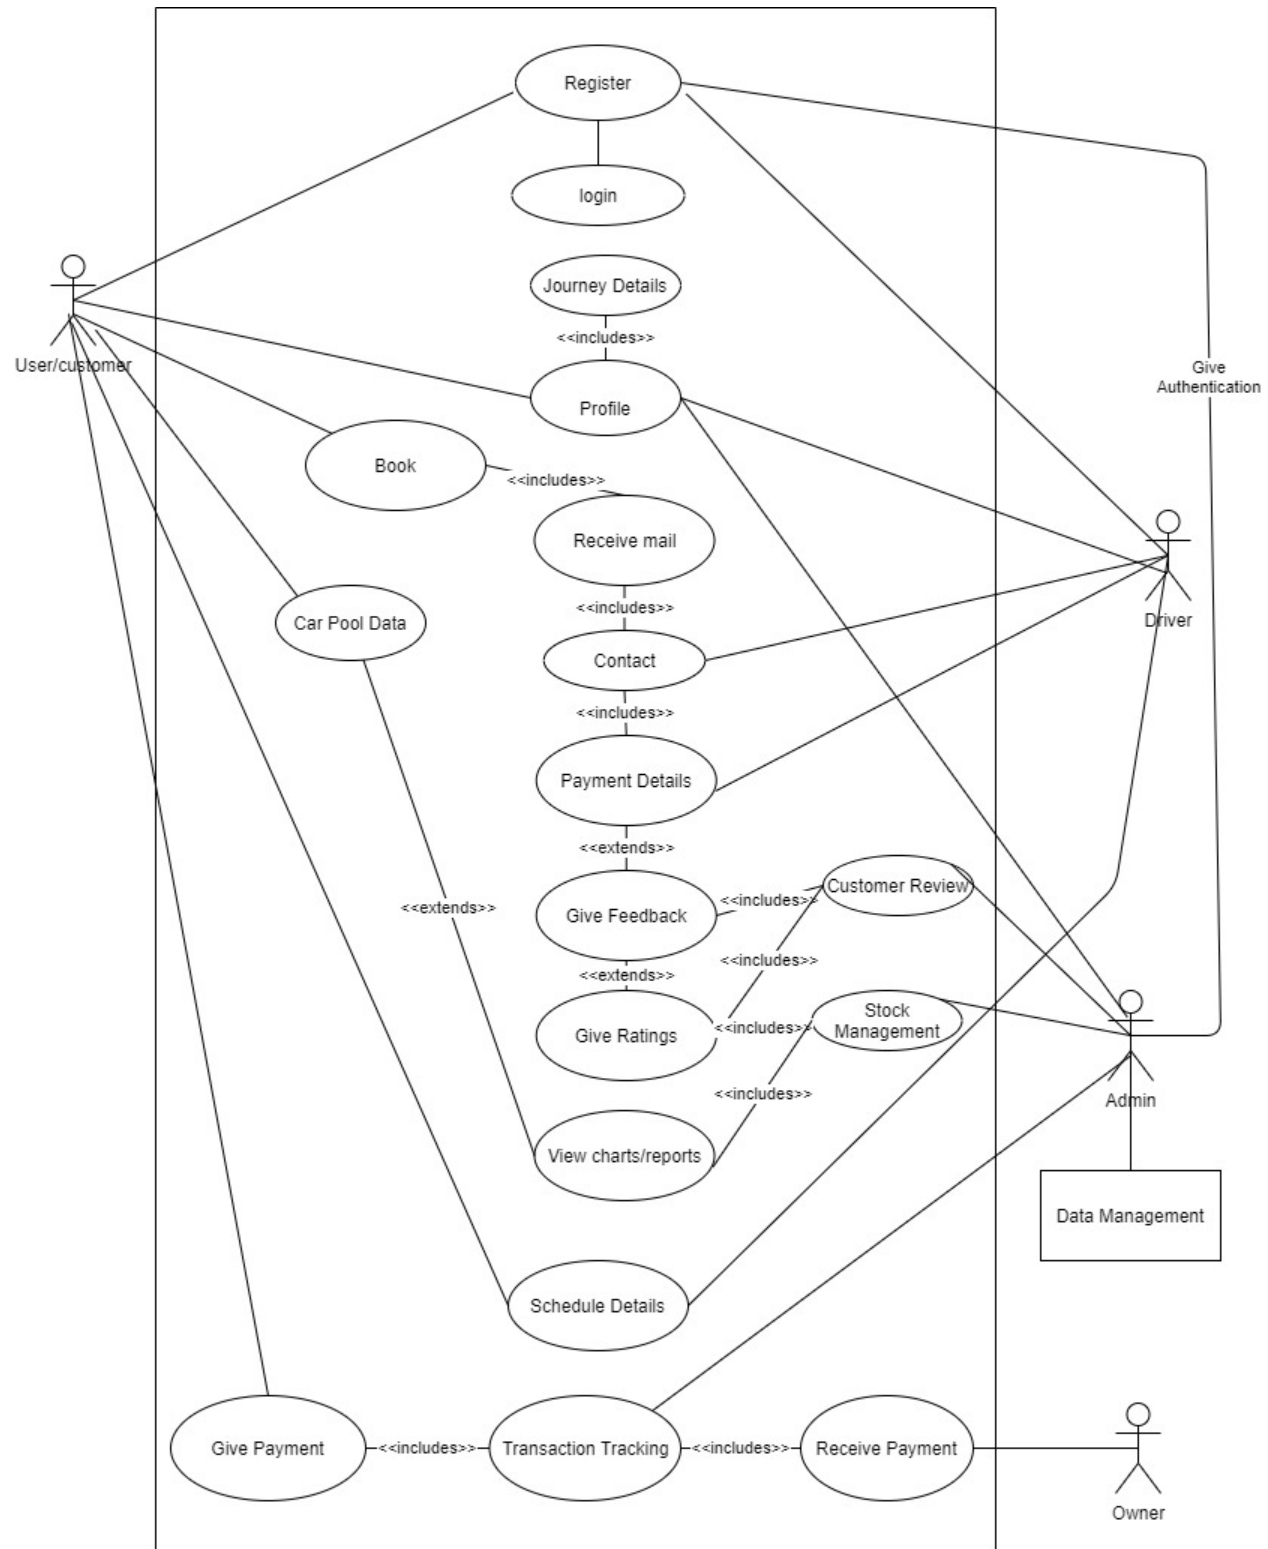 Register
login
Journey Details
<<includes>>
User/customer
Give
Authentication
Profile
Book
<<includes>>
Receive mail
<<includes>>
Car Pool Data
Driver
Contact
<<includes>>
Payment Details
<<extends>>
Customer Review
<<includes>>
<<extends>>
Give Feedback
<<includes>>
<<extends>>
Stock
Management
<<includes>>
Give Ratings
<<includes>>
Admin
View charts/reports
Data Management
Schedule Details
Give Payment
<<includes>>
Transaction Tracking
<<includes>>
Receive Payment
Owner